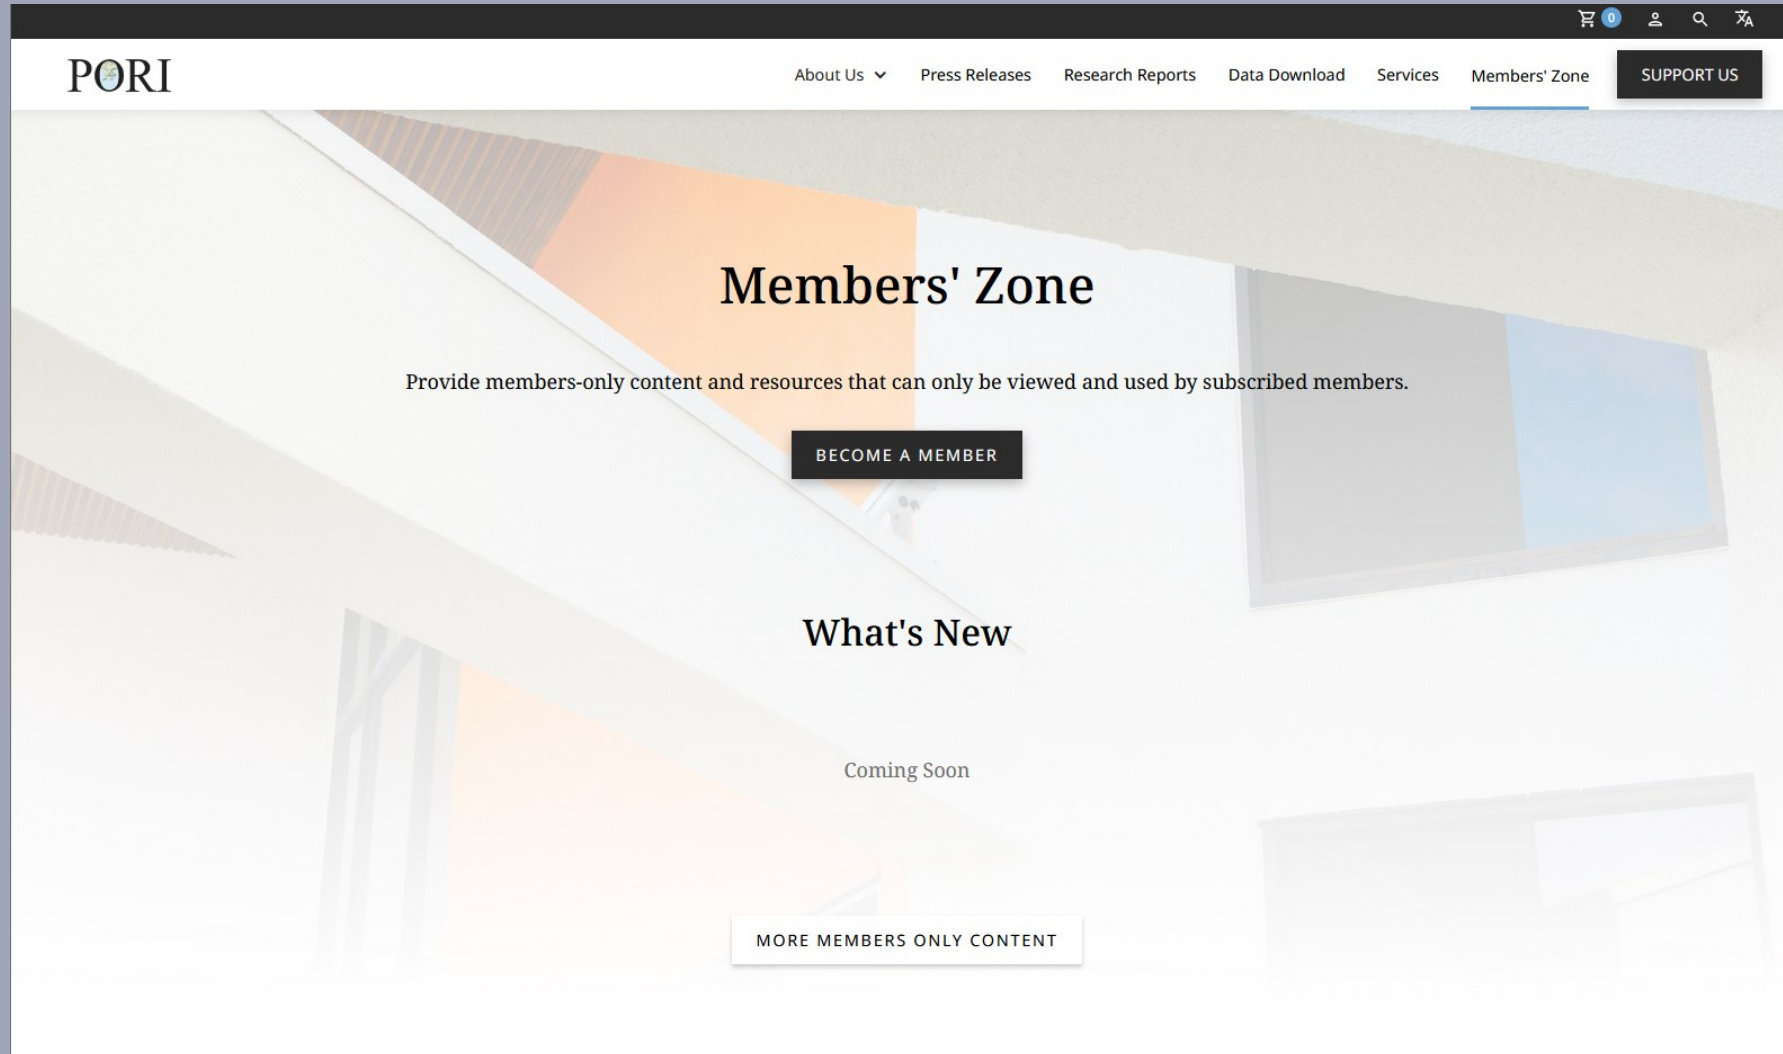 0
PORI
About Us
Press Releases
Research Reports
Data Download
Services
Members' Zone
SUPPORT US
Members' Zone
Provide members-only content and resources that can only be viewed and used by subscribed members.
BECOME A MEMBER
What's New
Coming Soon
MORE MEMBERS ONLY CONTENT